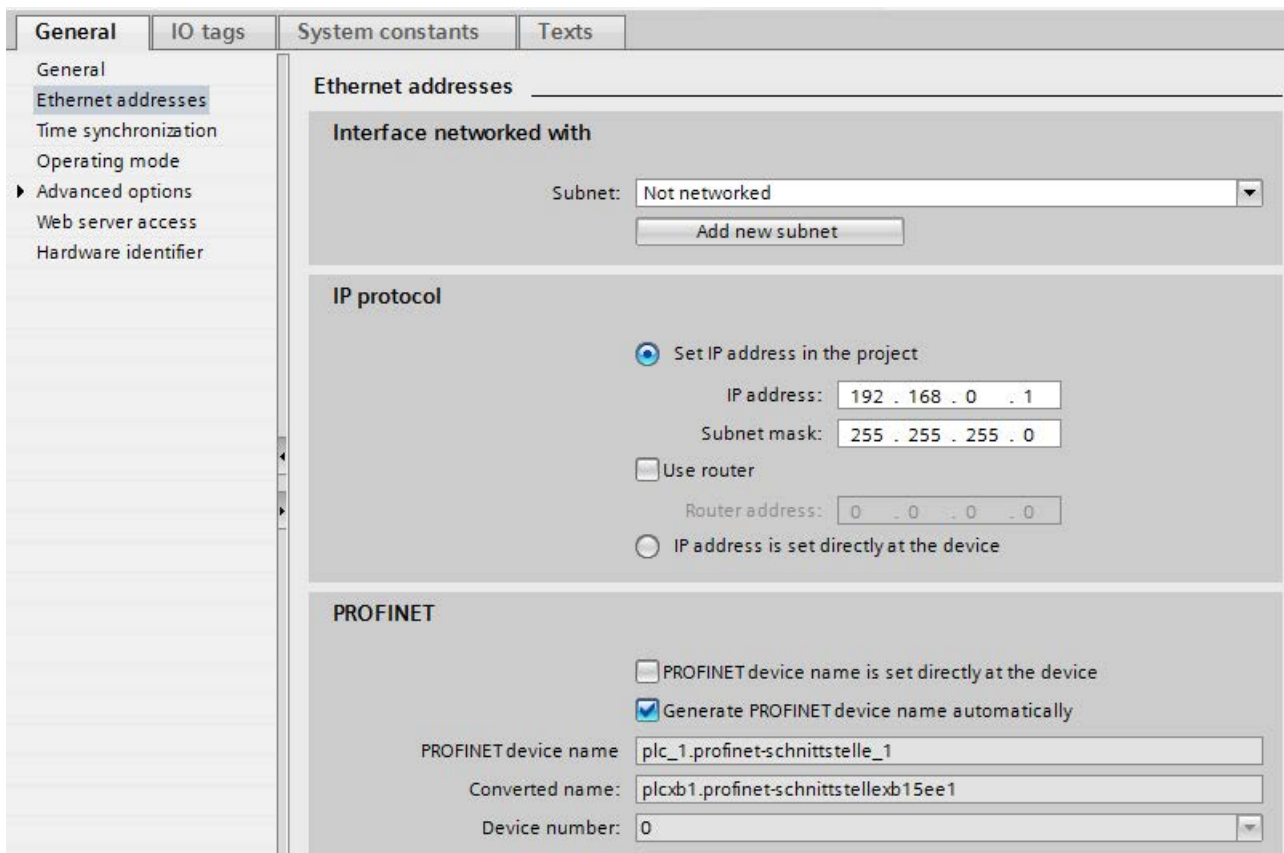 General IO tags System constants Texts
General
Ethernet addresses
Time synchronization
Operating mode
Advanced options
Web server access
Hardware identifier
Ethernet addresses
Interface networked with
Subnet: Not networked
Add new subnet
IP protocol
Set IP address in the project
IP address: 192 . 168 . 0 . 1
Subnet mask: 255 . 255 . 255 . 0
Use router
Router address: 0 . 0 . 0 . 0
IP address is set directly at the device
PROFINET
PROFINET device name is set directly at the device
Generate PROFINET device name automatically
PROFINET device name plc_1.profinet-schnittstelle_1
Converted name: plcxb1.profinet-schnittstellexb15ee1
Device number: 0